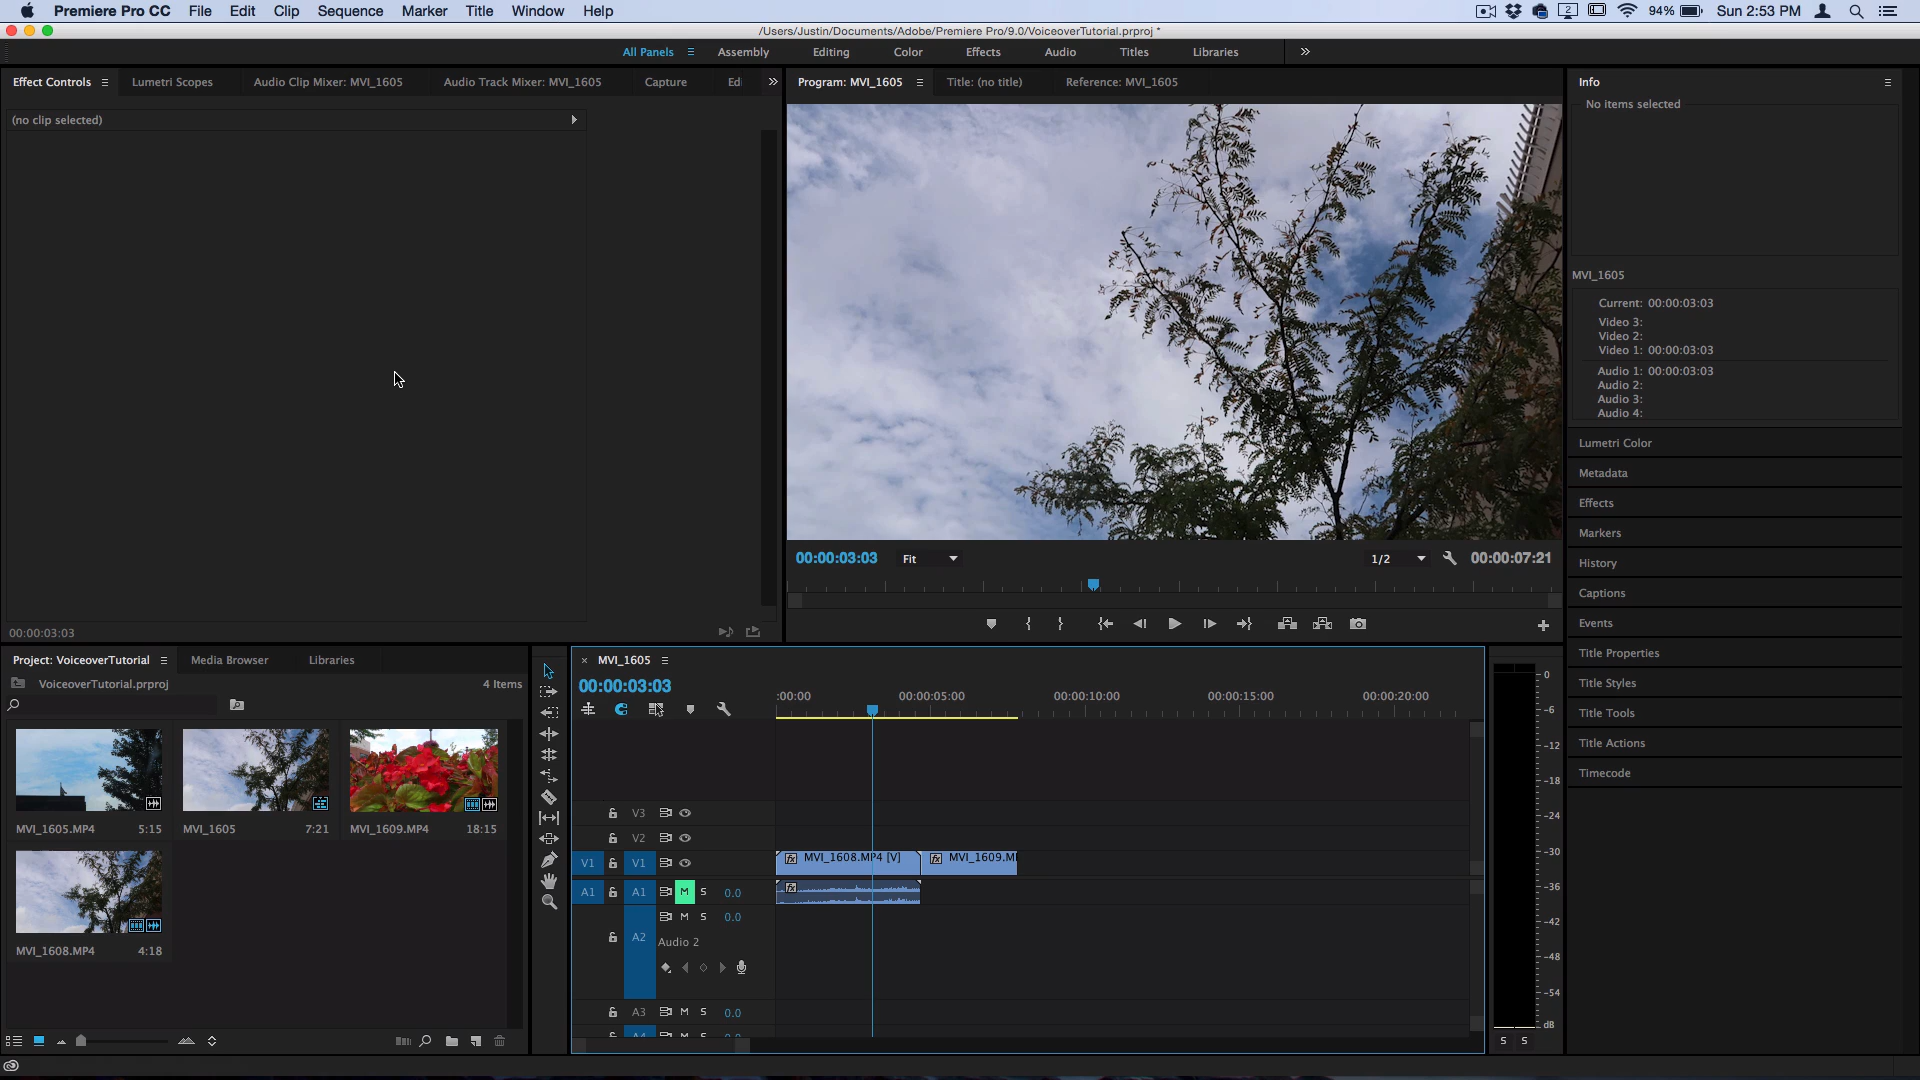 Premiere Pro CC File Edit Clip Sequence Marker Title Window Help 2 94% Sun 2:53 PM
/Users/Justin/Documents/Adobe/Premiere Pro/9.0/VoiceoverTutorial.prproj *
All Panels Assembly Editing Color Effects Audio Titles Libraries
Effect Controls Lumetri Scopes Audio Clip Mixer: MVI_1605 Audio Track Mixer: MVI_1605 Capture Edi
(no clip selected)
00:00:03:03
Program: MVI_1605 Title: (no title) Reference: MVI_1605
00:00:03:03 Fit 1/2 00:00:07:21
Info
No items selected
MVI_1605
Current: 00:00:03:03
Video 3:
Video 2:
Video 1: 00:00:03:03
Audio 1: 00:00:03:03
Audio 2:
Audio 3:
Audio 4:
Lumetri Color
Metadata
Effects
Markers
History
Captions
Events
Title Properties
Title Styles
Title Tools
Title Actions
Timecode
Project: VoiceoverTutorial Media Browser Libraries
VoiceoverTutorial.prproj 4 Items
MVI_1605.MP4 5:15 MVI_1605 7:21 MVI_1609.MP4 18:15
MVI_1608.MP4 4:18
× MVI_1605
00:00:03:03
:00:00 00:00:05:00 00:00:10:00 00:00:15:00 00:00:20:00
V3
V2
V1 V1 fx MVI_1608.MP4 [V] fx MVI_1609.M
A1 A1 M S 0.0 fx
A2 M S 0.0
Audio 2
A3 M S 0.0
A4 M S 0.0
0
-6
-12
-18
-24
-30
-36
-42
-48
-54
dB
S S